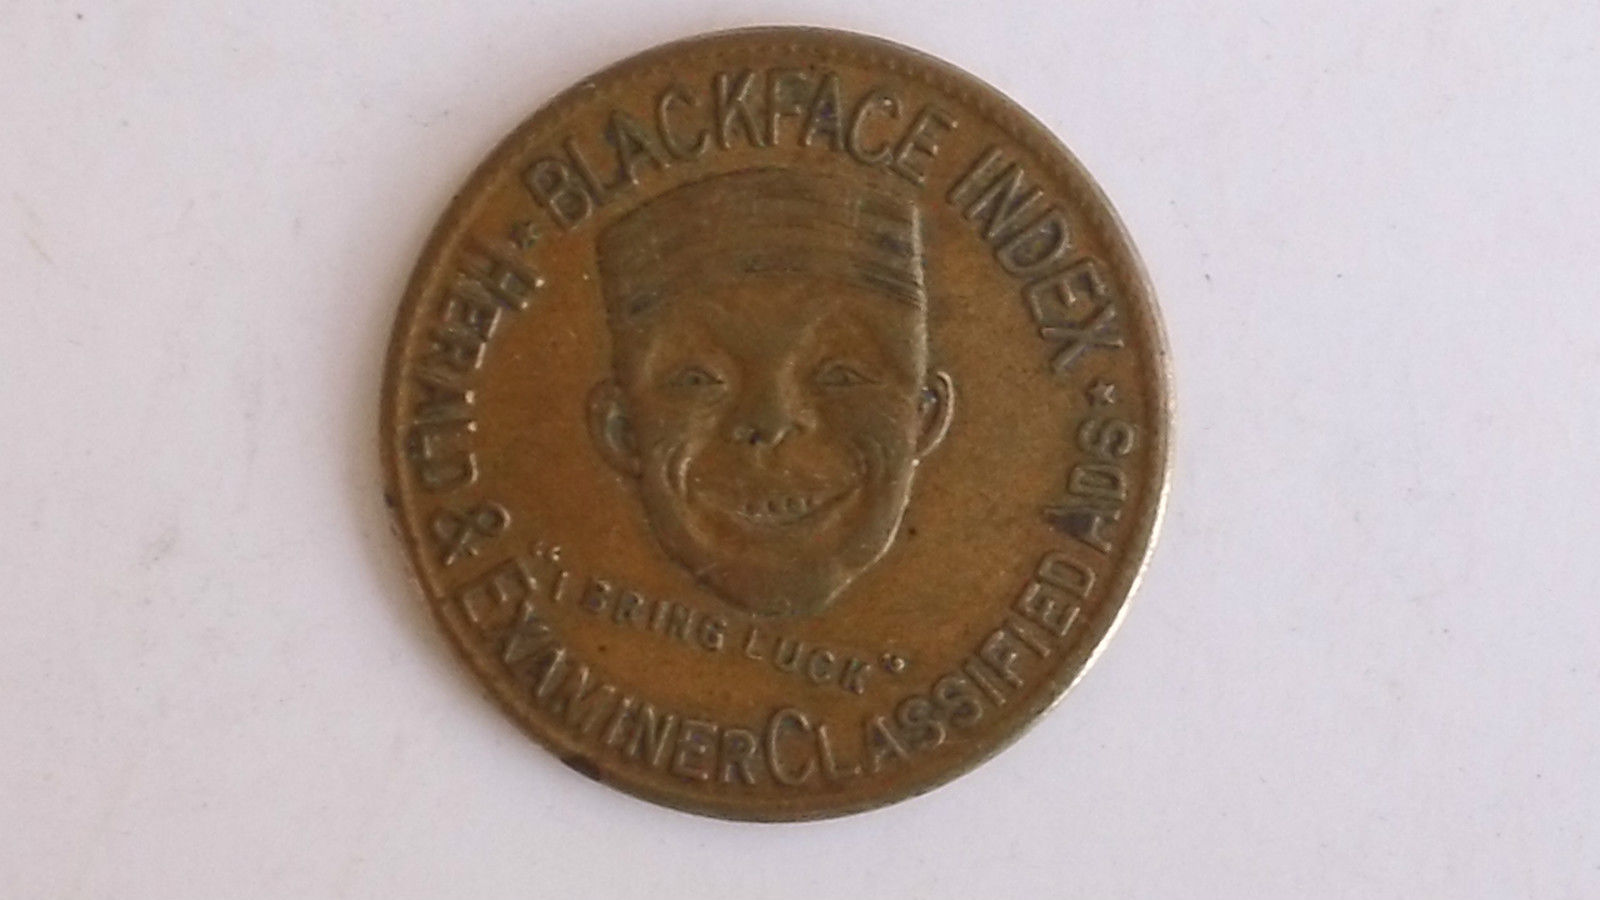 BLACKFACE INDEX
HERALD & EXAMINER CLASSIFIED ADS
"I BRING LUCK"